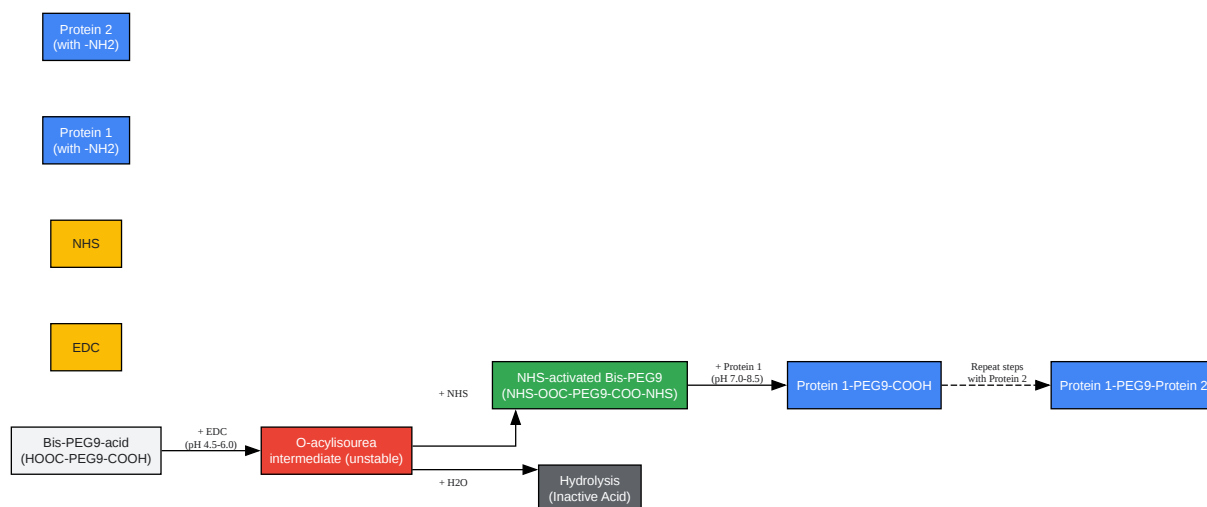 Protein 2
(with -NH2)
Protein 1
(with -NH2)
NHS
EDC
Bis-PEG9-acid
(HOOC-PEG9-COOH)
+ EDC
(pH 4.5-6.0)
O-acylisourea
intermediate (unstable)
+ NHS
+ H2O
NHS-activated Bis-PEG9
(NHS-OOC-PEG9-COO-NHS)
Hydrolysis
(Inactive Acid)
+ Protein 1
(pH 7.0-8.5)
Protein 1-PEG9-COOH
Repeat steps
with Protein 2
Protein 1-PEG9-Protein 2